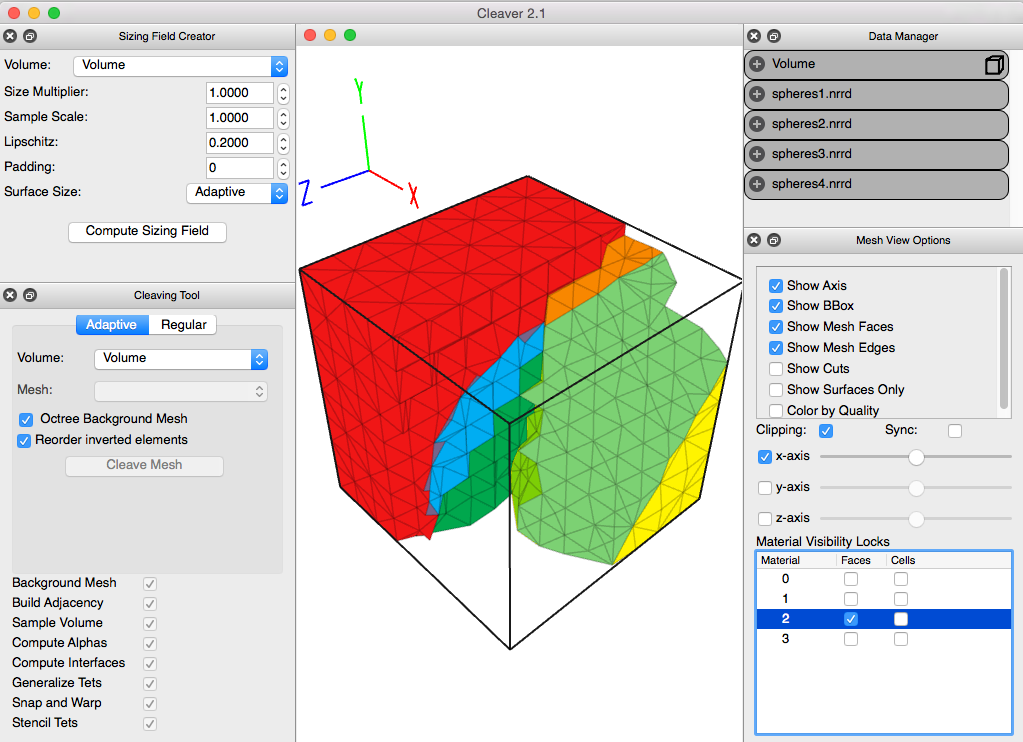 Cleaver 2.1
Sizing Field Creator
Volume: Volume
Size Multiplier: 1.0000
Sample Scale: 1.0000
Lipschitz: 0.2000
Padding: 0
Surface Size: Adaptive
Compute Sizing Field
Cleaving Tool
Adaptive Regular
Volume: Volume
Mesh:
Octree Background Mesh
Reorder inverted elements
Cleave Mesh
Background Mesh
Build Adjacency
Sample Volume
Compute Alphas
Compute Interfaces
Generalize Tets
Snap and Warp
Stencil Tets
Y
Z
X
Data Manager
Volume
spheres1.nrrd
spheres2.nrrd
spheres3.nrrd
spheres4.nrrd
Mesh View Options
Show Axis
Show BBox
Show Mesh Faces
Show Mesh Edges
Show Cuts
Show Surfaces Only
Color by Quality
Clipping: Sync:
x-axis
y-axis
z-axis
Material Visibility Locks
Material Faces Cells
0
1
2
3